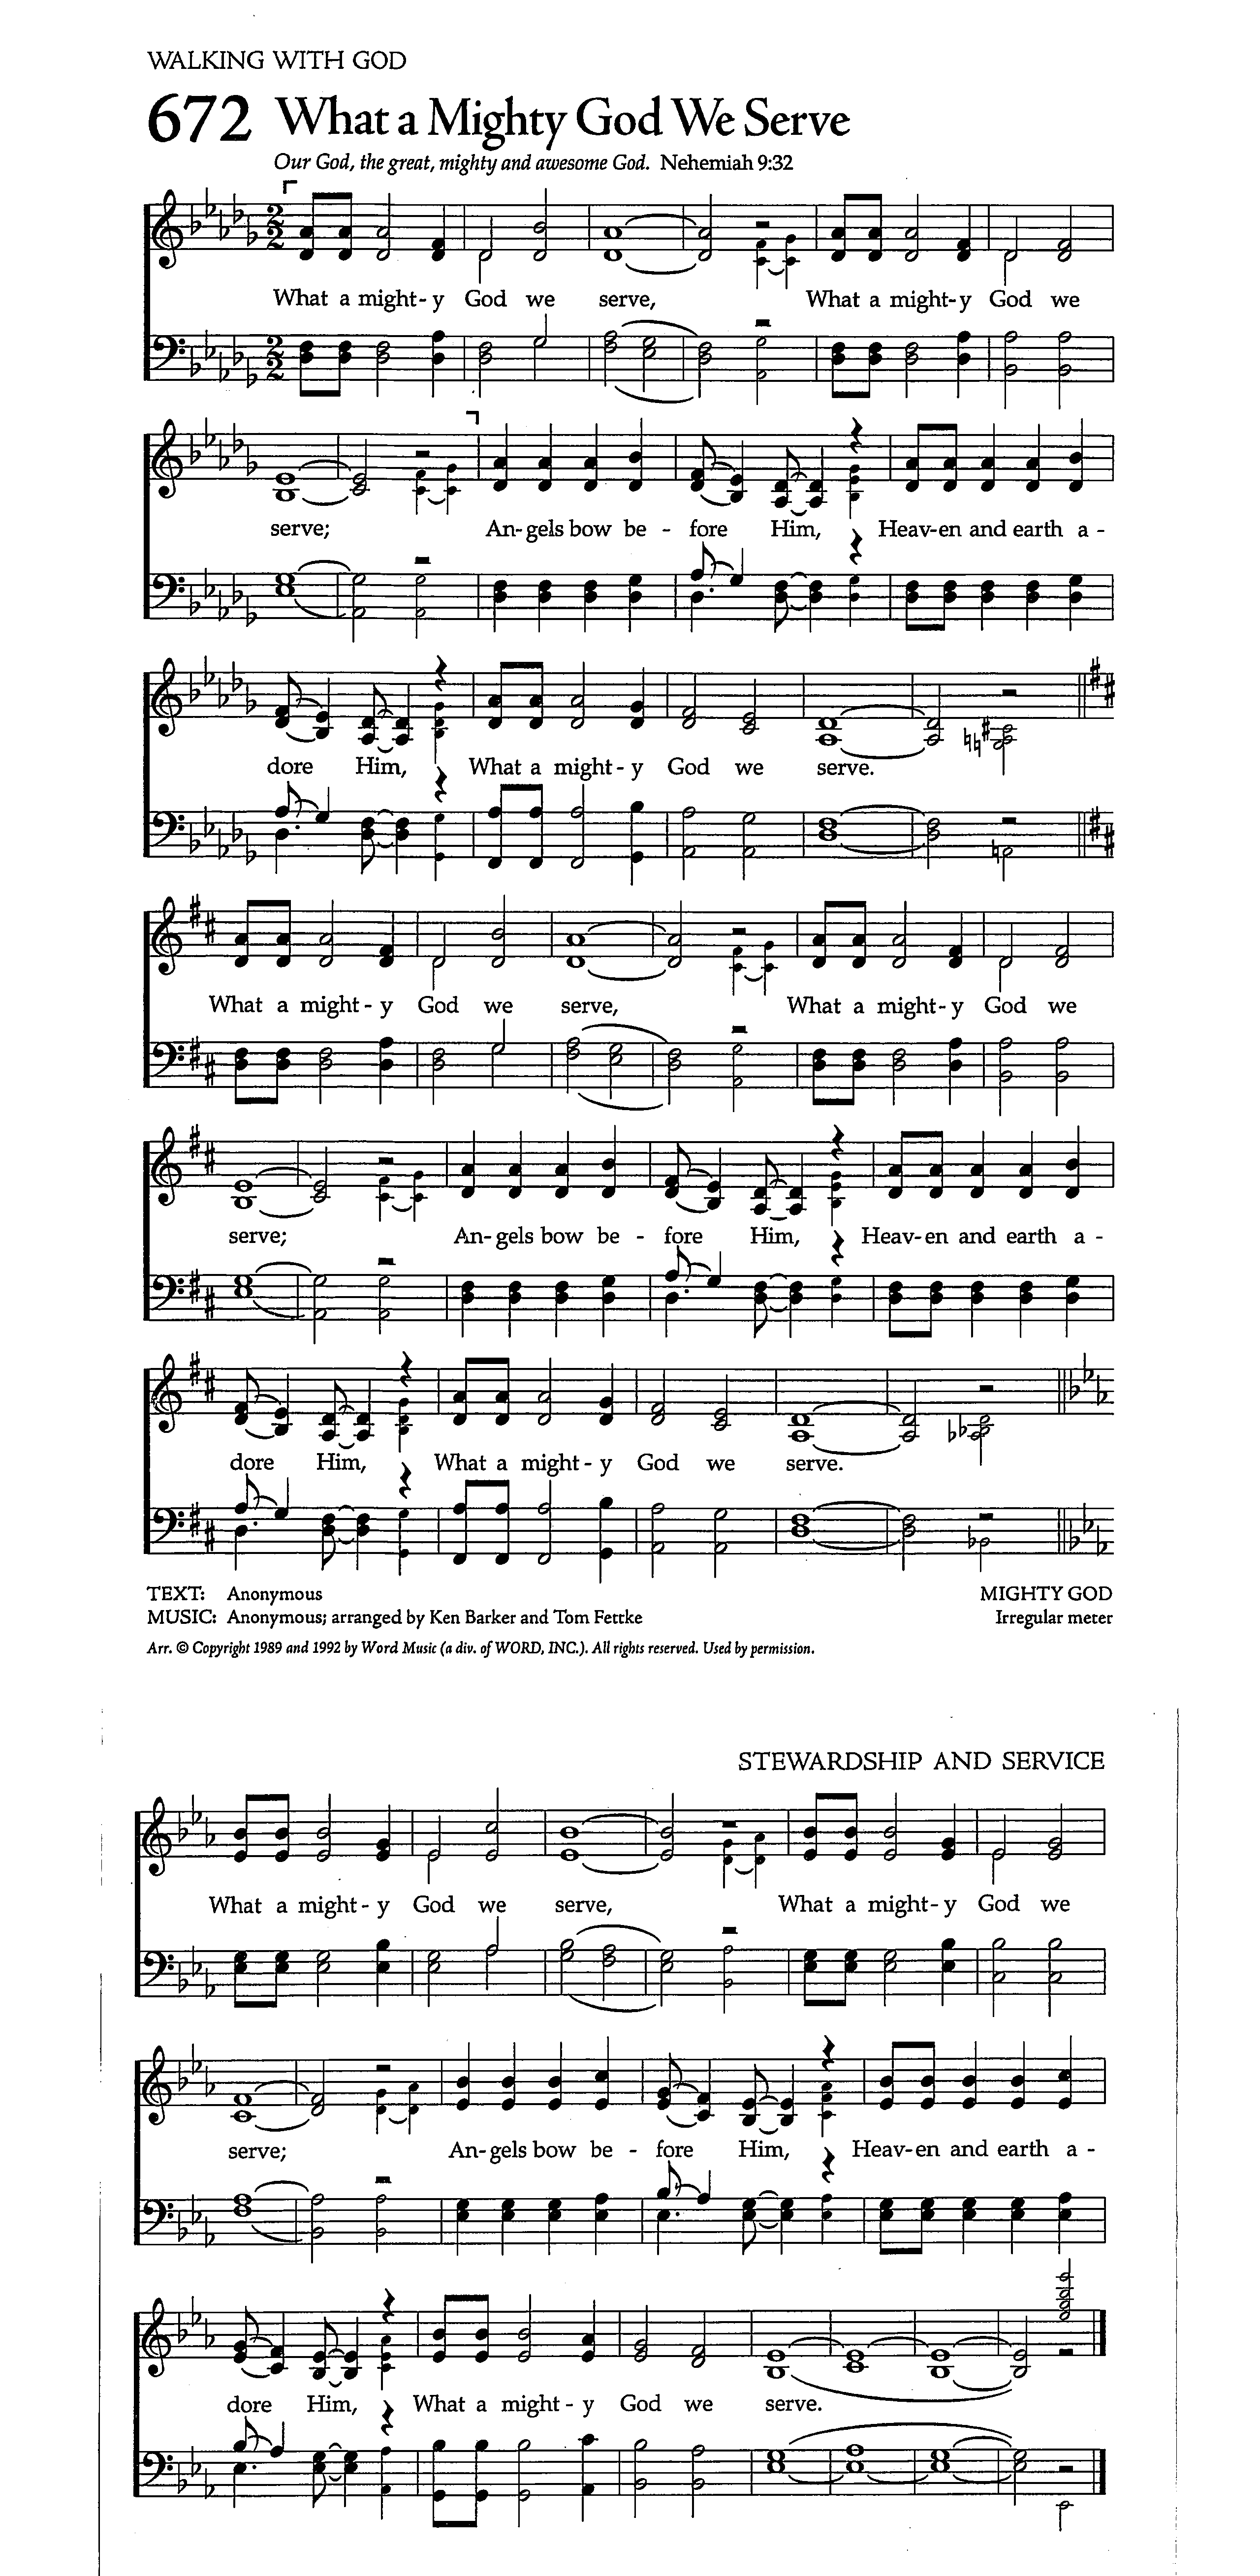 WALKING WITH GOD
672 What a Mighty God We Serve
Our God, the great, mighty and awesome God. Nehemiah 9:32
What a might - y God we serve, What a might - y God we
serve; An - gels bow be - fore Him, Heav - en and earth a -
dore Him, What a might - y God we serve.
What a might - y God we serve, What a might - y God we
serve; An - gels bow be - fore Him, Heav - en and earth a -
dore Him, What a might - y God we serve.
TEXT: Anonymous MIGHTY GOD
MUSIC: Anonymous; arranged by Ken Barker and Tom Fettke Irregular meter
Arr. © Copyright 1989 and 1992 by Word Music (a div. of WORD, INC.). All rights reserved. Used by permission.
STEWARDSHIP AND SERVICE
What a might - y God we serve, What a might - y God we
serve; An - gels bow be - fore Him, Heav - en and earth a -
dore Him, What a might - y God we serve.